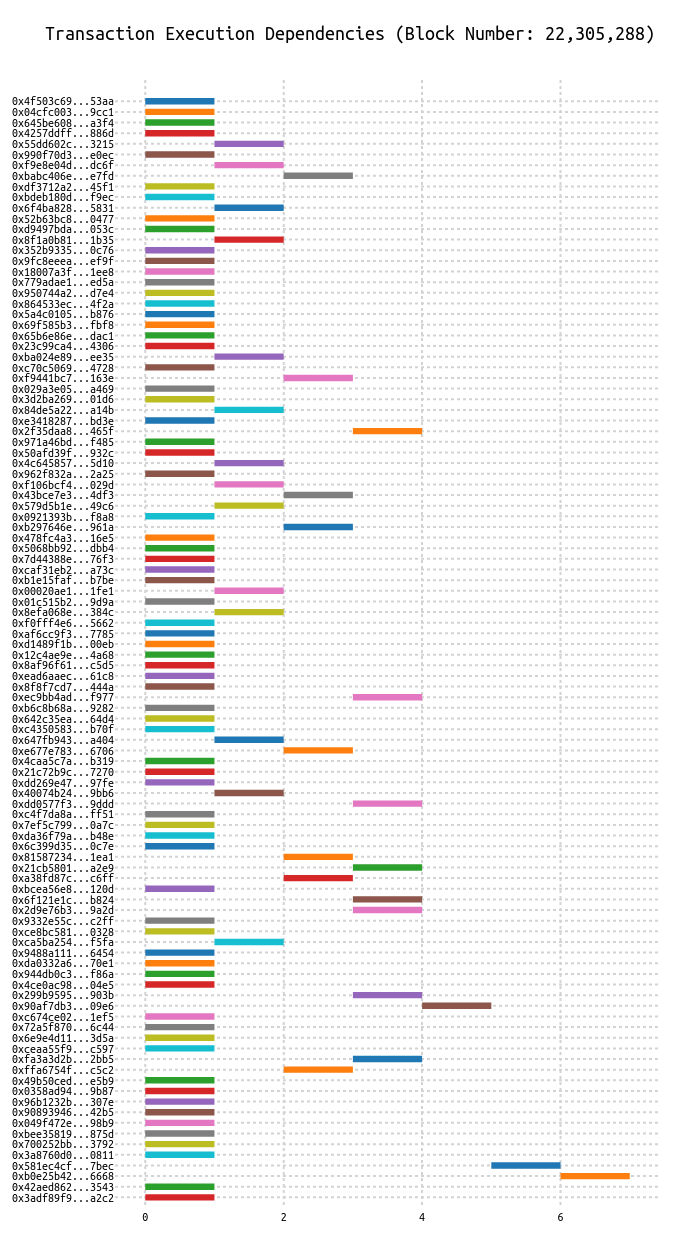 Transaction Execution Dependencies (Block Number: 22,305,288)
0x4f503c69...53aa
0x04cfc003...9cc1
0x645be608...a3f4
0x4257ddff...886d
0x55dd602c...3215
0x990f70d3...e0ec
0xf9e8e04d...dc6f
0xbabc406e...e7fd
0xdf3712a2...45f1
0xbdeb180d...f9ec
0x6f4ba828...5831
0x52b63bc8...0477
0xd9497bda...053c
0x8f1a0b81...1b35
0x352b9335...0c76
0x9fc8eeea...ef9f
0x18007a3f...1ee8
0x779adae1...ed5a
0x950744a2...d7e4
0x864533ec...4f2a
0x5a4c0105...b876
0x69f585b3...fbf8
0x65b6e86e...dac1
0x23c99ca4...4306
0xba024e89...ee35
0xc70c5069...4728
0xf9441bc7...163e
0x029a3e05...a469
0x3d2ba269...01d6
0x84de5a22...a14b
0xe3418287...bd3e
0x2f35daa8...465f
0x971a46bd...f485
0x50afd39f...932c
0x4c645857...5d10
0x962f832a...2a25
0xf106bcf4...029d
0x43bce7e3...4df3
0x579d5b1e...49c6
0x0921393b...f8a8
0xb297646e...961a
0x478fc4a3...16e5
0x5068bb92...dbb4
0x7d44388e...76f3
0xcaf31eb2...a73c
0xb1e15faf...b7be
0x00020ae1...1fe1
0x01c515b2...9d9a
0x8efa068e...384c
0xf0fff4e6...5662
0xaf6cc9f3...7785
0xd1489f1b...00eb
0x12c4ae9e...4a68
0x8af96f61...c5d5
0xead6aaec...61c8
0x8f8f7cd7...444a
0xec9bb4ad...f977
0xb6c8b68a...9282
0x642c35ea...64d4
0xc4350583...b70f
0x647fb943...a404
0xe677e783...6706
0x4caa5c7a...b319
0x21c72b9c...7270
0xdd269e47...97fe
0x40074b24...9bb6
0xdd0577f3...9ddd
0xc4f7da8a...ff51
0x7ef5c799...0a7c
0xda36f79a...b48e
0x6c399d35...0c7e
0x81587234...1ea1
0x21cb5801...a2e9
0xa38fd87c...c6ff
0xbcea56e8...120d
0x6f121e1c...b824
0x2d9e76b3...9a2d
0x9332e55c...c2ff
0xce8bc581...0328
0xca5ba254...f5fa
0x9488a111...6454
0xda0332a6...70e1
0x944db0c3...f86a
0x4ce0ac98...04e5
0x299b9595...903b
0x90af7db3...09e6
0xc674ce02...1ef5
0x72a5f870...6c44
0x6e9e4d11...3d5a
0xceaa55f9...c597
0xfa3a3d2b...2bb5
0xffa6754f...c5c2
0x49b50ced...e5b9
0x0358ad94...9b87
0x96b1232b...307e
0x90893946...42b5
0x049f472e...98b9
0xbee35819...875d
0x700252bb...3792
0x3a8760d0...0811
0x581ec4cf...7bec
0xb0e25b42...6668
0x42aed862...3543
0x3adf89f9...a2c2
0 2 4 6